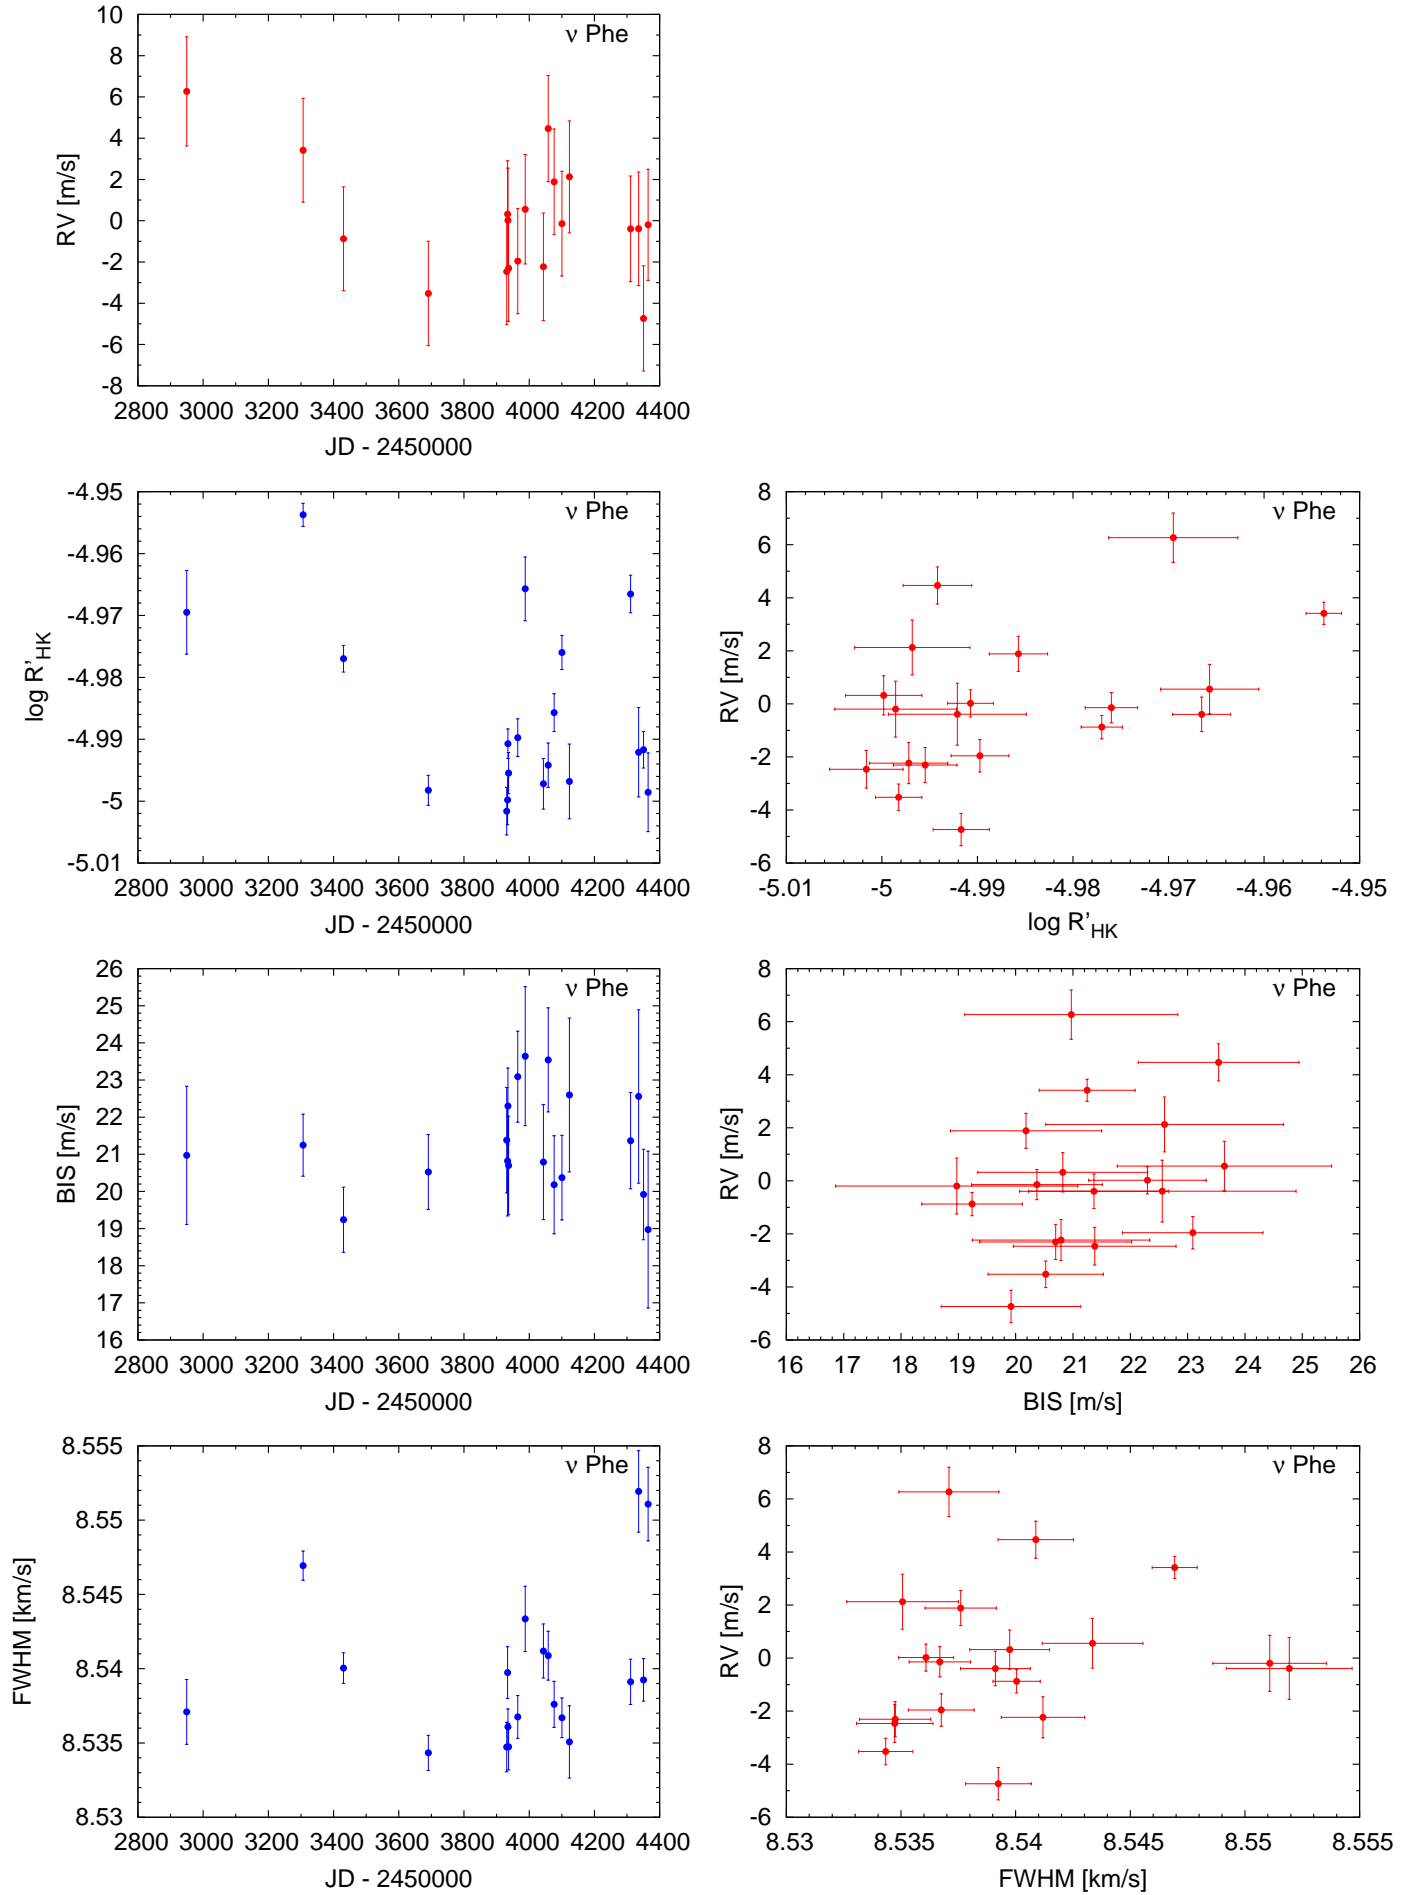 10
8
6
4
2
0
-2
-4
-6
-8
RV [m/s]
ν Phe
2800 3000 3200 3400 3600 3800 4000 4200 4400
JD - 2450000
-4.95
-4.96
-4.97
-4.98
-4.99
-5
-5.01
log R'HK
ν Phe
2800 3000 3200 3400 3600 3800 4000 4200 4400
JD - 2450000
8
6
4
2
0
-2
-4
-6
RV [m/s]
ν Phe
-5.01 -5 -4.99 -4.98 -4.97 -4.96 -4.95
log R'HK
26
25
24
23
22
21
20
19
18
17
16
BIS [m/s]
ν Phe
2800 3000 3200 3400 3600 3800 4000 4200 4400
JD - 2450000
8
6
4
2
0
-2
-4
-6
RV [m/s]
ν Phe
16 17 18 19 20 21 22 23 24 25 26
BIS [m/s]
8.555
8.55
8.545
8.54
8.535
8.53
FWHM [km/s]
ν Phe
2800 3000 3200 3400 3600 3800 4000 4200 4400
JD - 2450000
8
6
4
2
0
-2
-4
-6
RV [m/s]
ν Phe
8.53 8.535 8.54 8.545 8.55 8.555
FWHM [km/s]